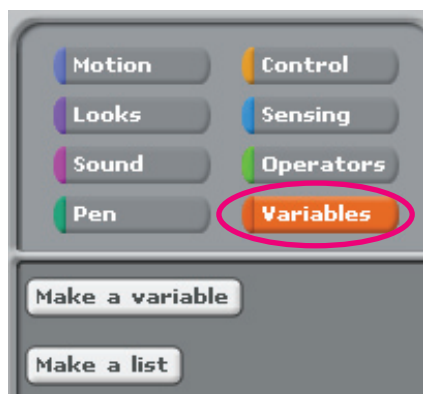 Motion Control
Looks Sensing
Sound Operators
Pen Variables
Make a variable
Make a list